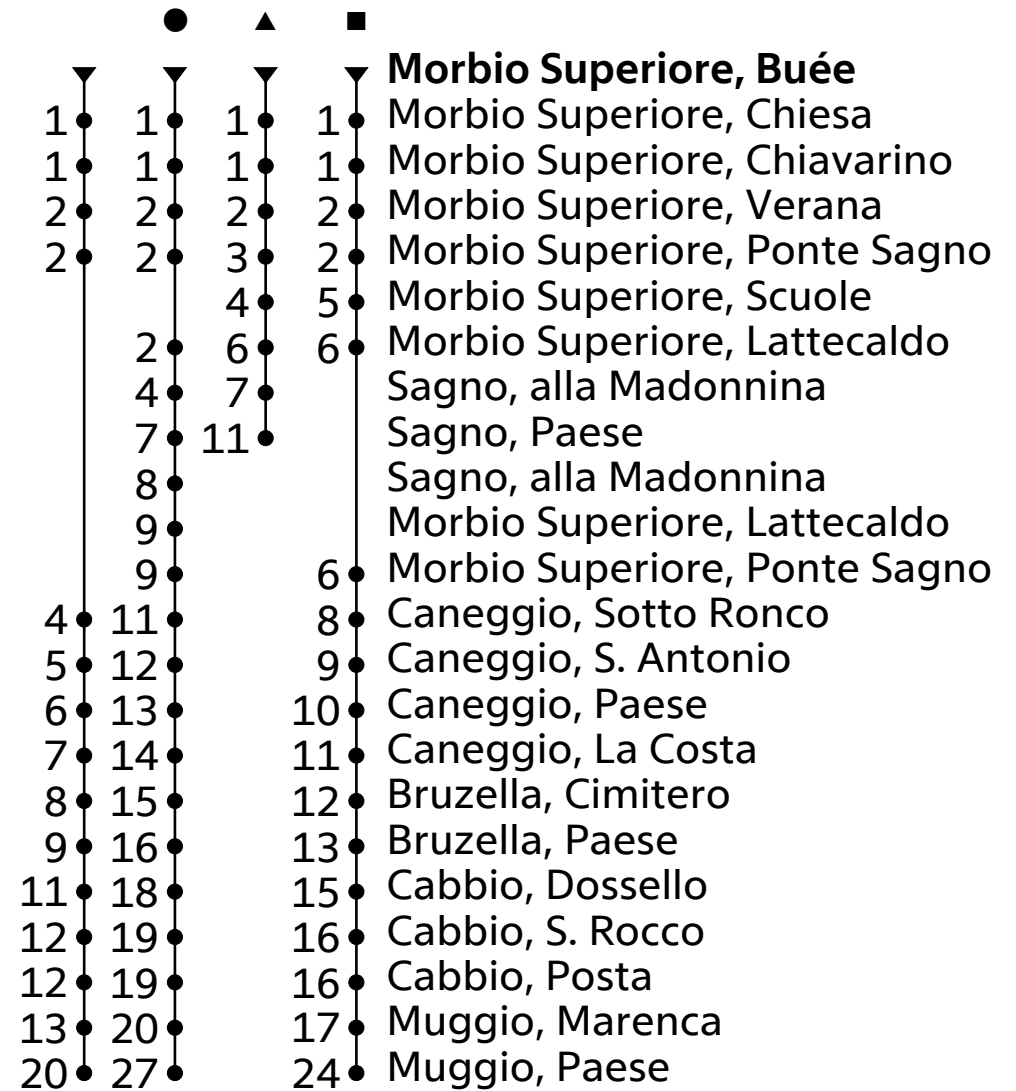 ● ▲ ■
Morbio Superiore, Buée
1 1 1 1 Morbio Superiore, Chiesa
1 1 1 1 Morbio Superiore, Chiavarino
2 2 2 2 Morbio Superiore, Verana
2 2 3 2 Morbio Superiore, Ponte Sagno
4 5 Morbio Superiore, Scuole
2 6 6 Morbio Superiore, Lattecaldo
4 7 Sagno, alla Madonnina
7 11 Sagno, Paese
8 Sagno, alla Madonnina
9 Morbio Superiore, Lattecaldo
9 6 Morbio Superiore, Ponte Sagno
4 11 8 Caneggio, Sotto Ronco
5 12 9 Caneggio, S. Antonio
6 13 10 Caneggio, Paese
7 14 11 Caneggio, La Costa
8 15 12 Bruzella, Cimitero
9 16 13 Bruzella, Paese
11 18 15 Cabbio, Dossello
12 19 16 Cabbio, S. Rocco
12 19 16 Cabbio, Posta
13 20 17 Muggio, Marenca
20 27 24 Muggio, Paese